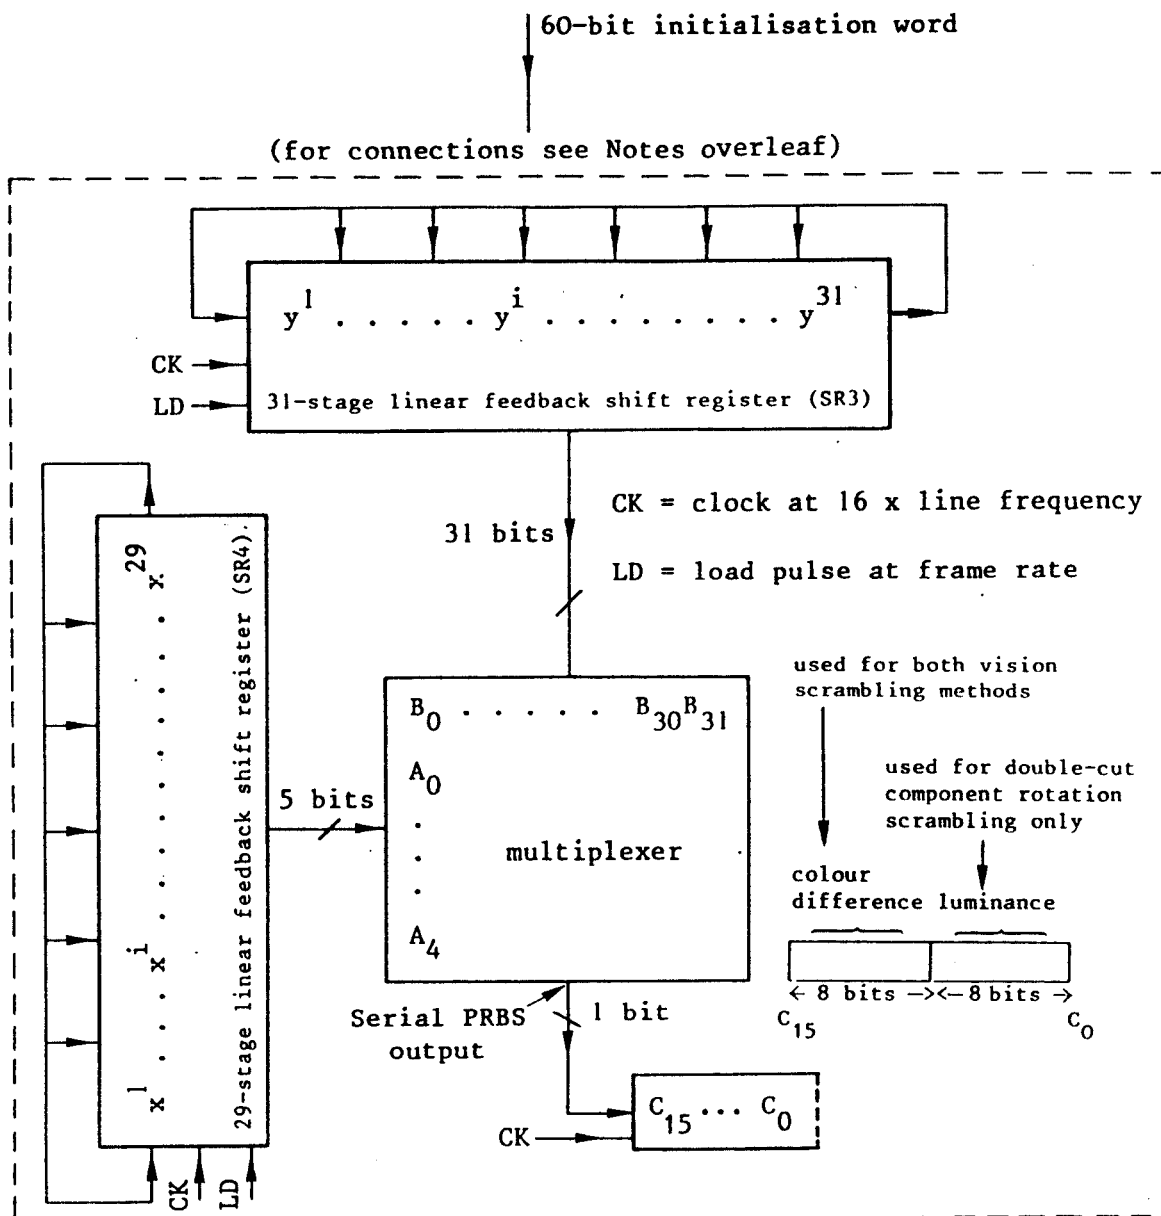 60-bit initialisation word
(for connections see Notes overleaf)
y1 . . . . . yi . . . . . . . . y31
CK
LD
31-stage linear feedback shift register (SR3)
CK = clock at 16 x line frequency
31 bits
LD = load pulse at frame rate
x1 . . . xi . . . . . . . . x29
29-stage linear feedback shift register (SR4).
CK
LD
5 bits
B0 . . . . . B30B31
A0
.
.
.
A4
multiplexer
used for both vision
scrambling methods
used for double-cut
component rotation
scrambling only
colour
difference luminance
8 bits
8 bits
C15
C0
Serial PRBS
output
1 bit
C15 ... C0
CK